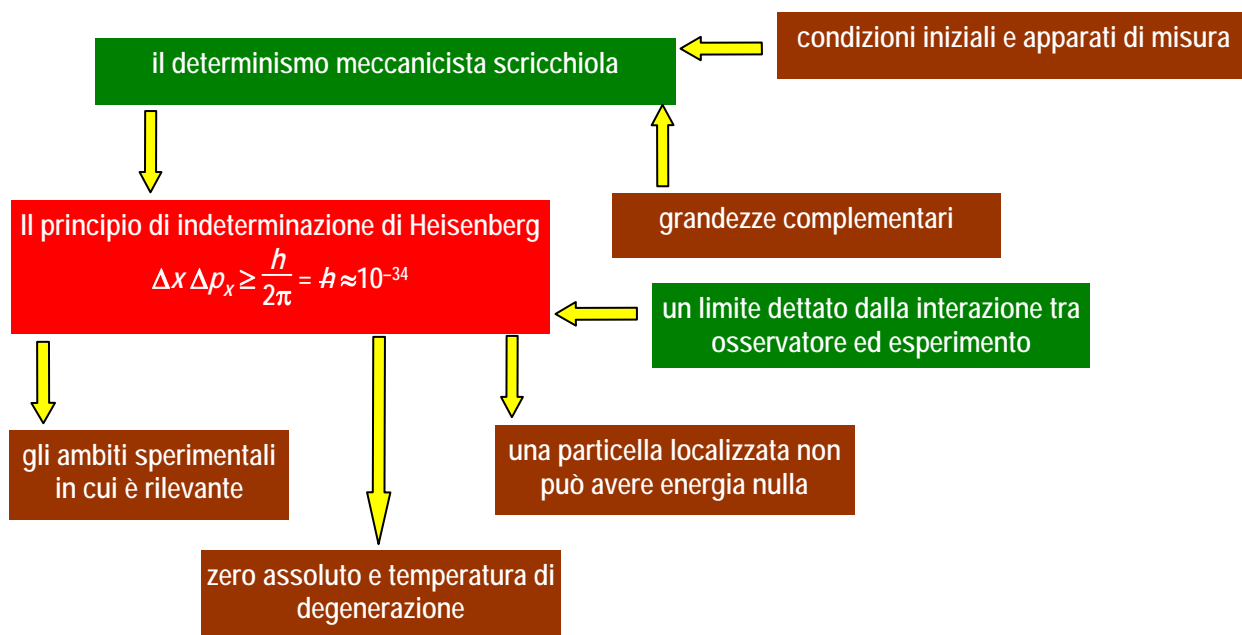 condizioni iniziali e apparati di misura
il determinismo meccanicista scricchiola
Il principio di indeterminazione di Heisenberg
Δx Δpₓ ≥ h/2π = ℏ ≈ 10⁻³⁴
grandezze complementari
un limite dettato dalla interazione tra
osservatore ed esperimento
gli ambiti sperimentali
in cui è rilevante
una particella localizzata non
può avere energia nulla
zero assoluto e temperatura di
degenerazione